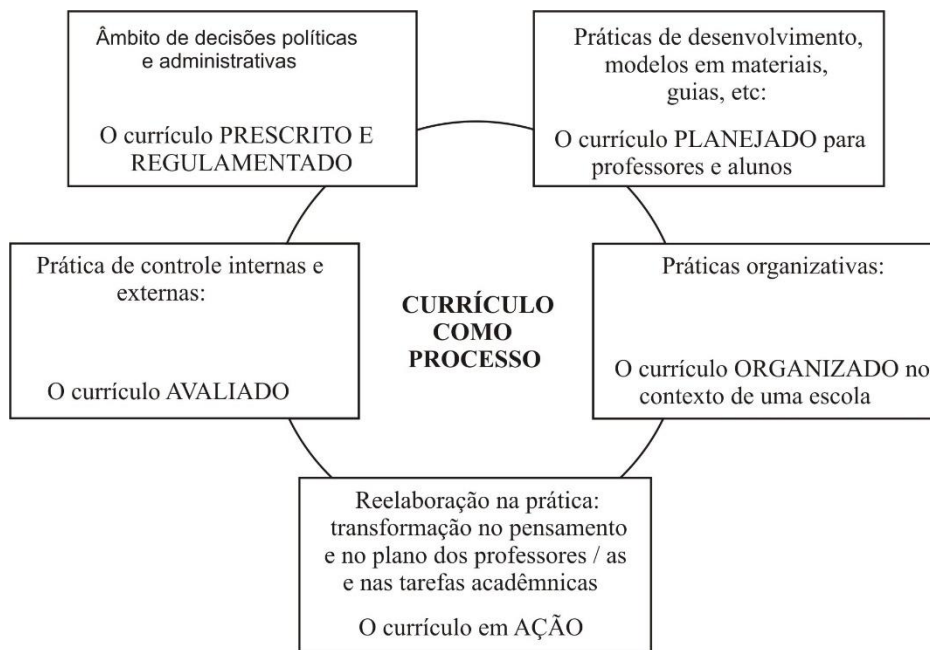 Âmbito de decisões políticas
e administrativas
O currículo PRESCRITO E
REGULAMENTADO
Práticas de desenvolvimento,
modelos em materiais,
guias, etc:
O currículo PLANEJADO para
professores e alunos
Prática de controle internas e
externas:
O currículo AVALIADO
CURRÍCULO
COMO
PROCESSO
Práticas organizativas:
O currículo ORGANIZADO no
contexto de uma escola
Reelaboração na prática:
transformação no pensamento
e no plano dos professores / as
e nas tarefas acadêmnicas
O currículo em AÇÃO